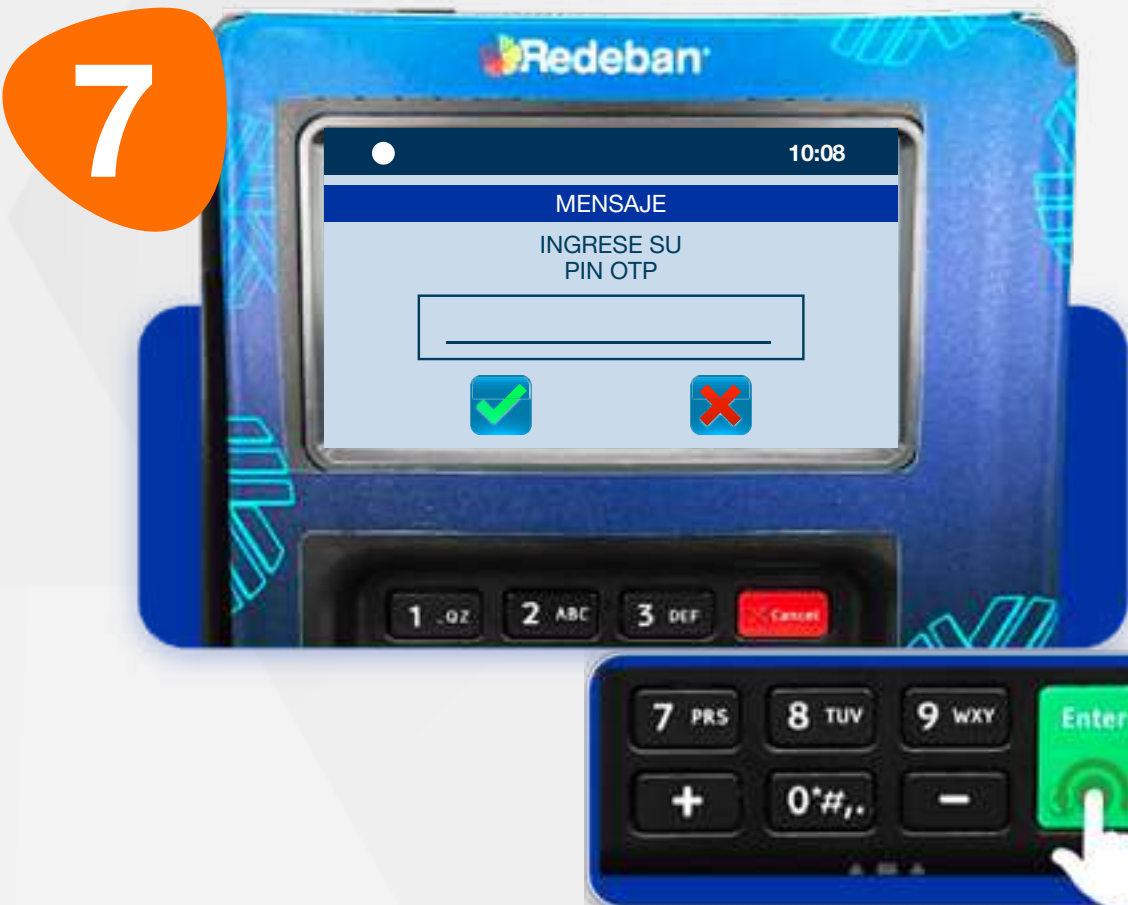 7
Redeban
10:08
MENSAJE
INGRESE SU
PIN OTP
1 .QZ 2 ABC 3 DEF Cancel
7 PRS 8 TUV 9 WXY Enter
+ 0*#,. -